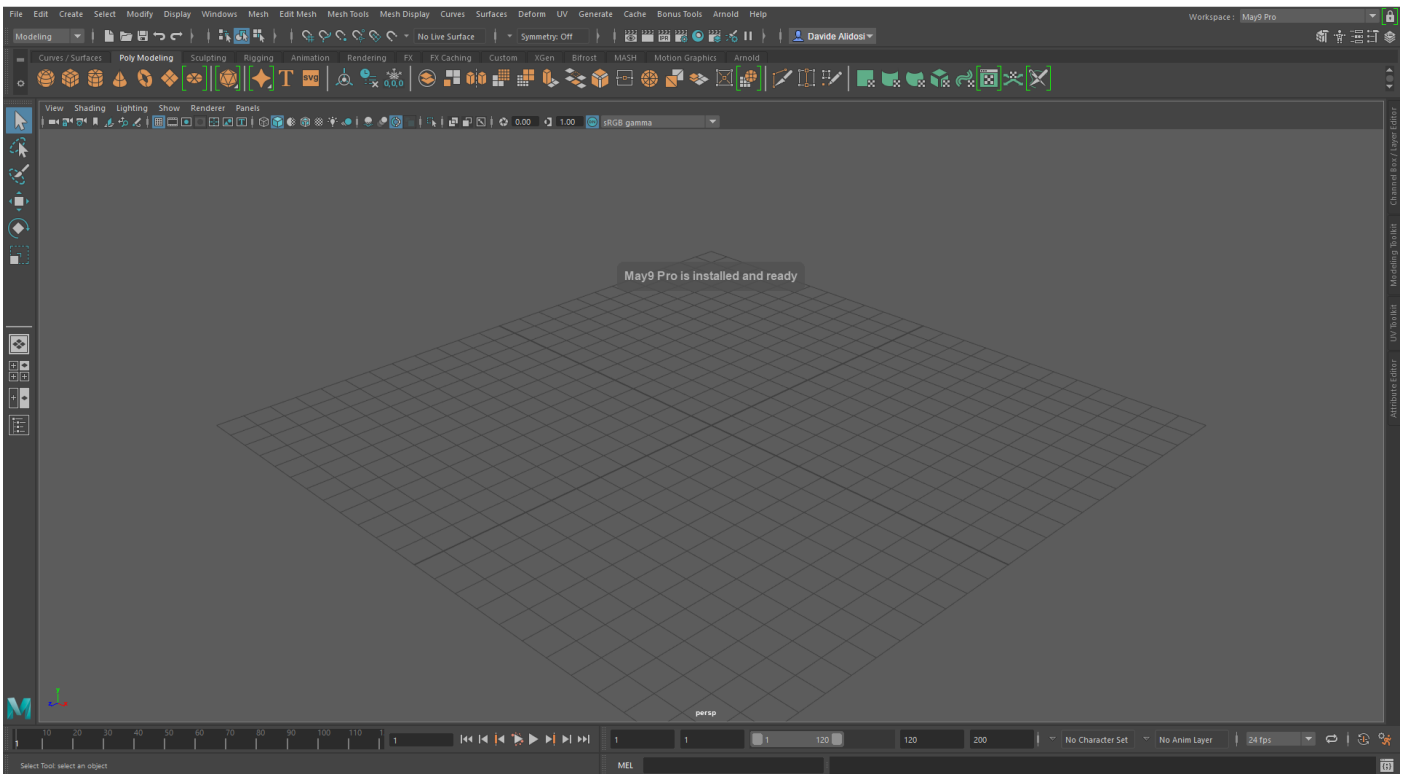 File Edit Create Select Modify Display Windows Mesh Edit Mesh Mesh Tools Mesh Display Curves Surfaces Deform UV Generate Cache Bonus Tools Arnold Help Workspace: May9 Pro
Modeling No Live Surface Symmetry: Off Davide Alidosi
Curves / Surfaces Poly Modeling Sculpting Rigging Animation Rendering FX FX Caching Custom XGen Bifrost MASH Motion Graphics Arnold
T svg 0,0,0
View Shading Lighting Show Renderer Panels
0.00 1.00 sRGB gamma
Channel Box / Layer Editor
Modeling Toolkit
UV Toolkit
Attribute Editor
May9 Pro is installed and ready
y
z x
persp
M
1 10 20 30 40 50 60 70 80 90 100 110 1
1 1 1 1 120 120 200 No Character Set No Anim Layer 24 fps
Select Tool: select an object MEL